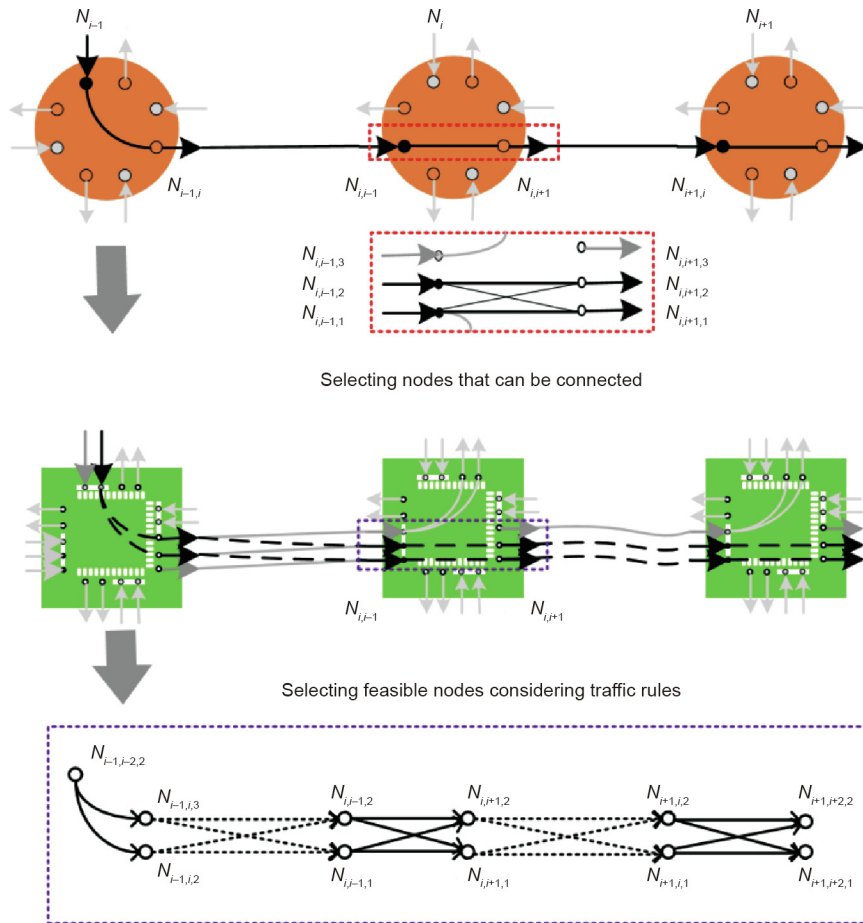 N_{i–1} N_i N_{i+1}
N_{i–1,i} N_{i,i–1} N_{i,i+1} N_{i+1,i}
N_{i,i–1,3} N_{i,i+1,3}
N_{i,i–1,2} N_{i,i+1,2}
N_{i,i–1,1} N_{i,i+1,1}
Selecting nodes that can be connected
N_{i,i–1} N_{i,i+1}
Selecting feasible nodes considering traffic rules
N_{i–1,i–2,2}
N_{i–1,i,3} N_{i,i–1,2} N_{i,i+1,2} N_{i+1,i,2} N_{i+1,i+2,2}
N_{i–1,i,2} N_{i,i–1,1} N_{i,i+1,1} N_{i+1,i,1} N_{i+1,i+2,1}